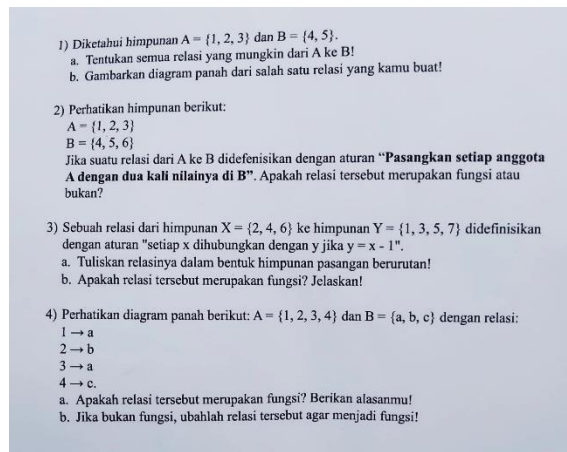 1) Diketahui himpunan A = {1, 2, 3} dan B = {4, 5}.
a. Tentukan semua relasi yang mungkin dari A ke B!
b. Gambarkan diagram panah dari salah satu relasi yang kamu buat!
2) Perhatikan himpunan berikut:
A = {1, 2, 3}
B = {4, 5, 6}
Jika suatu relasi dari A ke B didefenisikan dengan aturan “Pasangkan setiap anggota
A dengan dua kali nilainya di B”. Apakah relasi tersebut merupakan fungsi atau
bukan?
3) Sebuah relasi dari himpunan X = {2, 4, 6} ke himpunan Y = {1, 3, 5, 7} didefinisikan
dengan aturan "setiap x dihubungkan dengan y jika y = x - 1".
a. Tuliskan relasinya dalam bentuk himpunan pasangan berurutan!
b. Apakah relasi tersebut merupakan fungsi? Jelaskan!
4) Perhatikan diagram panah berikut: A = {1, 2, 3, 4} dan B = {a, b, c} dengan relasi:
1 → a
2 → b
3 → a
4 → c.
a. Apakah relasi tersebut merupakan fungsi? Berikan alasanmu!
b. Jika bukan fungsi, ubahlah relasi tersebut agar menjadi fungsi!